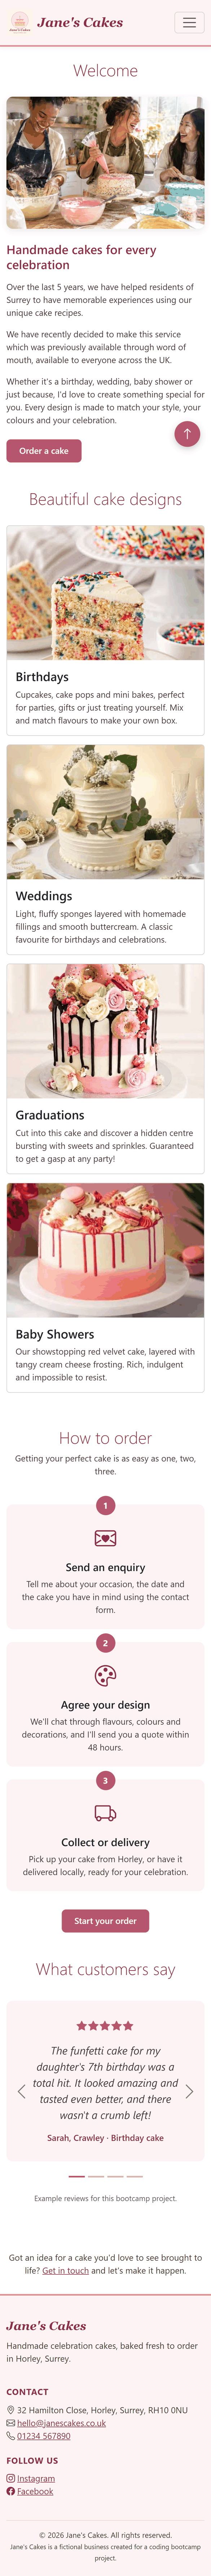 Jane's Cakes
Welcome
Handmade cakes for every
celebration
Over the last 5 years, we have helped residents of
Surrey to have memorable experiences using our
unique cake recipes.
We have recently decided to make this service
which was previously available through word of
mouth, available to everyone across the UK.
Whether it's a birthday, wedding, baby shower or
just because, I'd love to create something special for
you. Every design is made to match your style, your
colours and your celebration.
Order a cake
Beautiful cake designs
Birthdays
Cupcakes, cake pops and mini bakes, perfect
for parties, gifts or just treating yourself. Mix
and match flavours to make your own box.
Weddings
Light, fluffy sponges layered with homemade
fillings and smooth buttercream. A classic
favourite for birthdays and celebrations.
Graduations
Cut into this cake and discover a hidden centre
bursting with sweets and sprinkles. Guaranteed
to get a gasp at any party!
Baby Showers
Our showstopping red velvet cake, layered with
tangy cream cheese frosting. Rich, indulgent
and impossible to resist.
How to order
Getting your perfect cake is as easy as one, two,
three.
1
Send an enquiry
Tell me about your occasion, the date and
the cake you have in mind using the contact
form.
2
Agree your design
We'll chat through flavours, colours and
decorations, and I'll send you a quote within
48 hours.
3
Collect or delivery
Pick up your cake from Horley, or have it
delivered locally, ready for your celebration.
Start your order
What customers say
The funfetti cake for my
daughter's 7th birthday was a
total hit. It looked amazing and
tasted even better, and there
wasn't a crumb left!
Sarah, Crawley · Birthday cake
Example reviews for this bootcamp project.
Got an idea for a cake you'd love to see brought to
life? Get in touch and let's make it happen.
Jane's Cakes
Handmade celebration cakes, baked fresh to order
in Horley, Surrey.
CONTACT
32 Hamilton Close, Horley, Surrey, RH10 0NU
hello@janescakes.co.uk
01234 567890
FOLLOW US
Instagram
Facebook
© 2026 Jane's Cakes. All rights reserved.
Jane's Cakes is a fictional business created for a coding bootcamp
project.